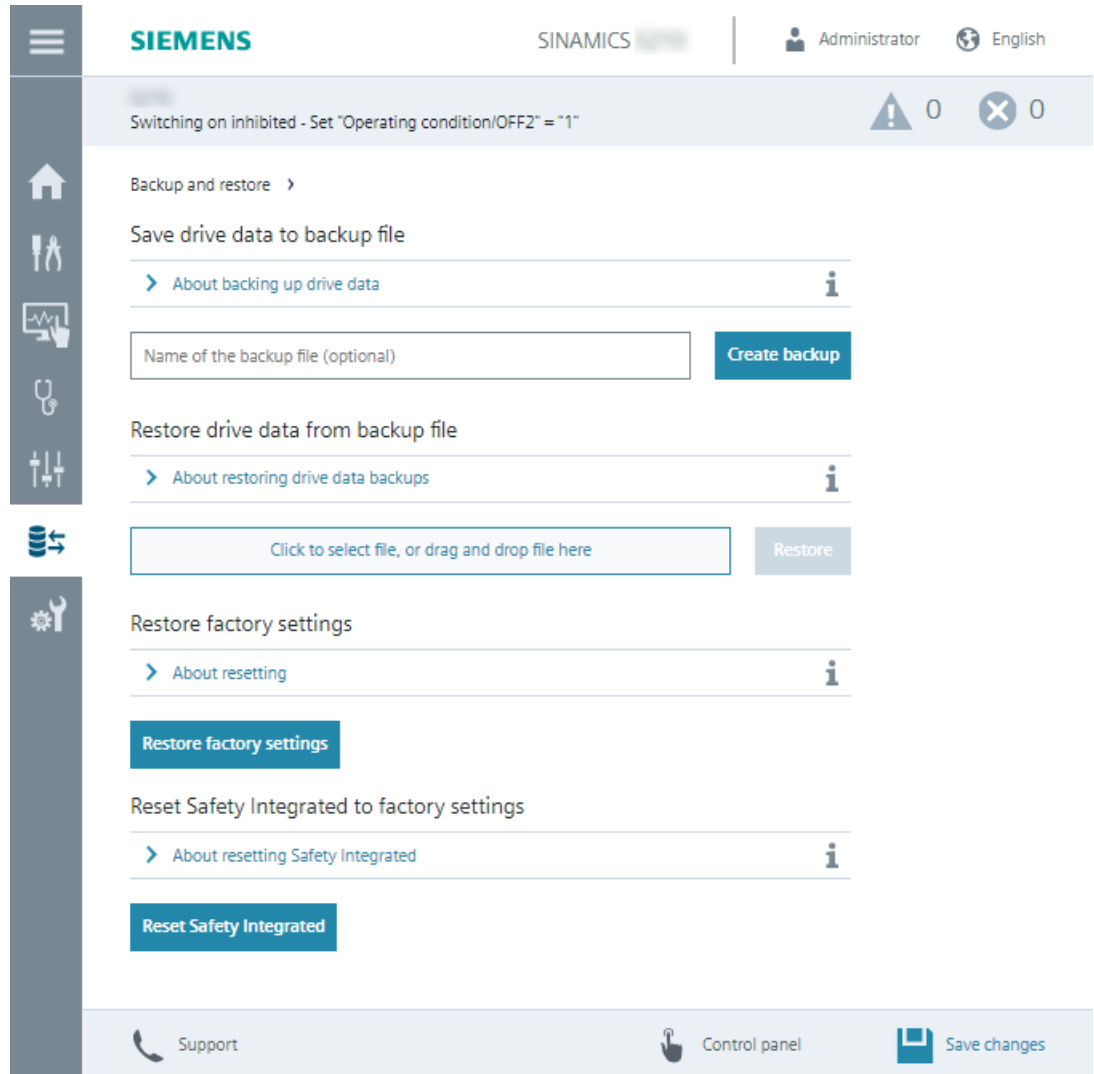 SIEMENS
SINAMICS
Administrator
English
Switching on inhibited - Set "Operating condition/OFF2" = "1"
0
0
Backup and restore
Save drive data to backup file
About backing up drive data
Name of the backup file (optional)
Create backup
Restore drive data from backup file
About restoring drive data backups
Click to select file, or drag and drop file here
Restore
Restore factory settings
About resetting
Restore factory settings
Reset Safety Integrated to factory settings
About resetting Safety Integrated
Reset Safety Integrated
Support
Control panel
Save changes